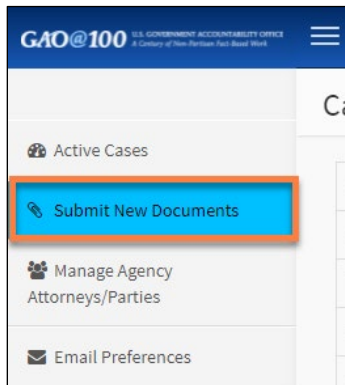 GAO@100 U.S. GOVERNMENT ACCOUNTABILITY OFFICE
A Century of Non-Partisan Fact-Based Work
Ca
Active Cases
Submit New Documents
Manage Agency
Attorneys/Parties
Email Preferences